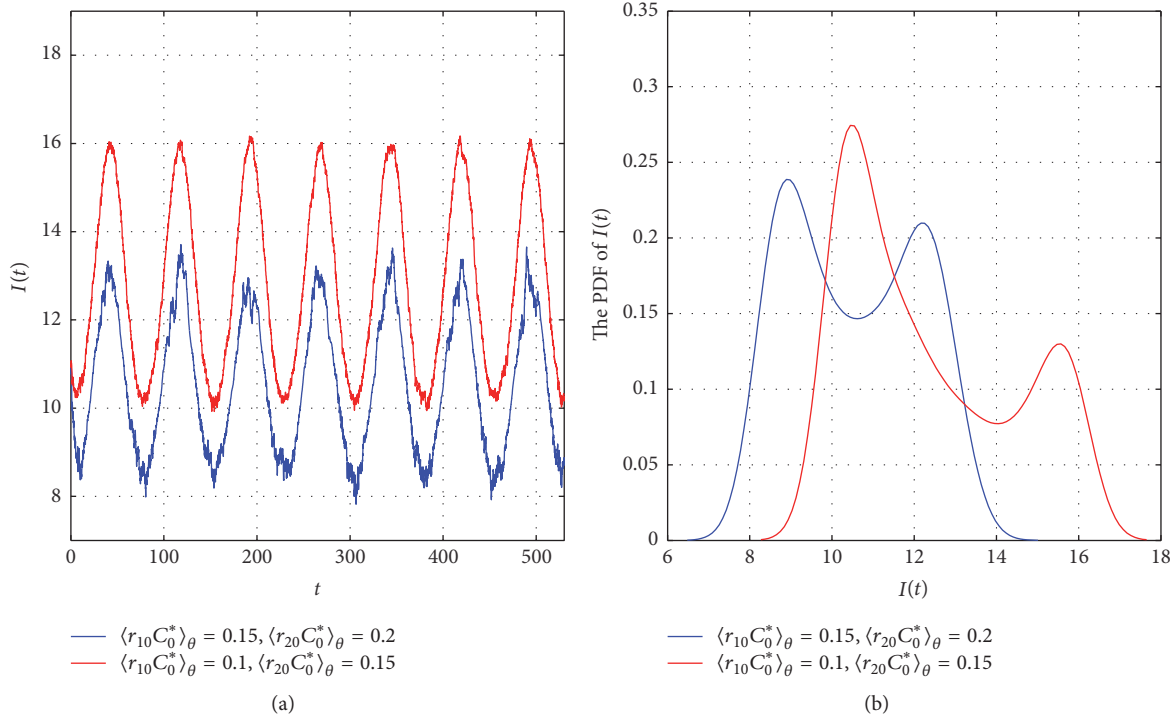 18
16
14
12
10
8
I(t)
0 100 200 300 400 500
t
⟨r₁₀C₀*⟩θ = 0.15, ⟨r₂₀C₀*⟩θ = 0.2
⟨r₁₀C₀*⟩θ = 0.1, ⟨r₂₀C₀*⟩θ = 0.15
(a)
0.35
0.3
0.25
0.2
0.15
0.1
0.05
0
The PDF of I(t)
6 8 10 12 14 16 18
I(t)
⟨r₁₀C₀*⟩θ = 0.15, ⟨r₂₀C₀*⟩θ = 0.2
⟨r₁₀C₀*⟩θ = 0.1, ⟨r₂₀C₀*⟩θ = 0.15
(b)